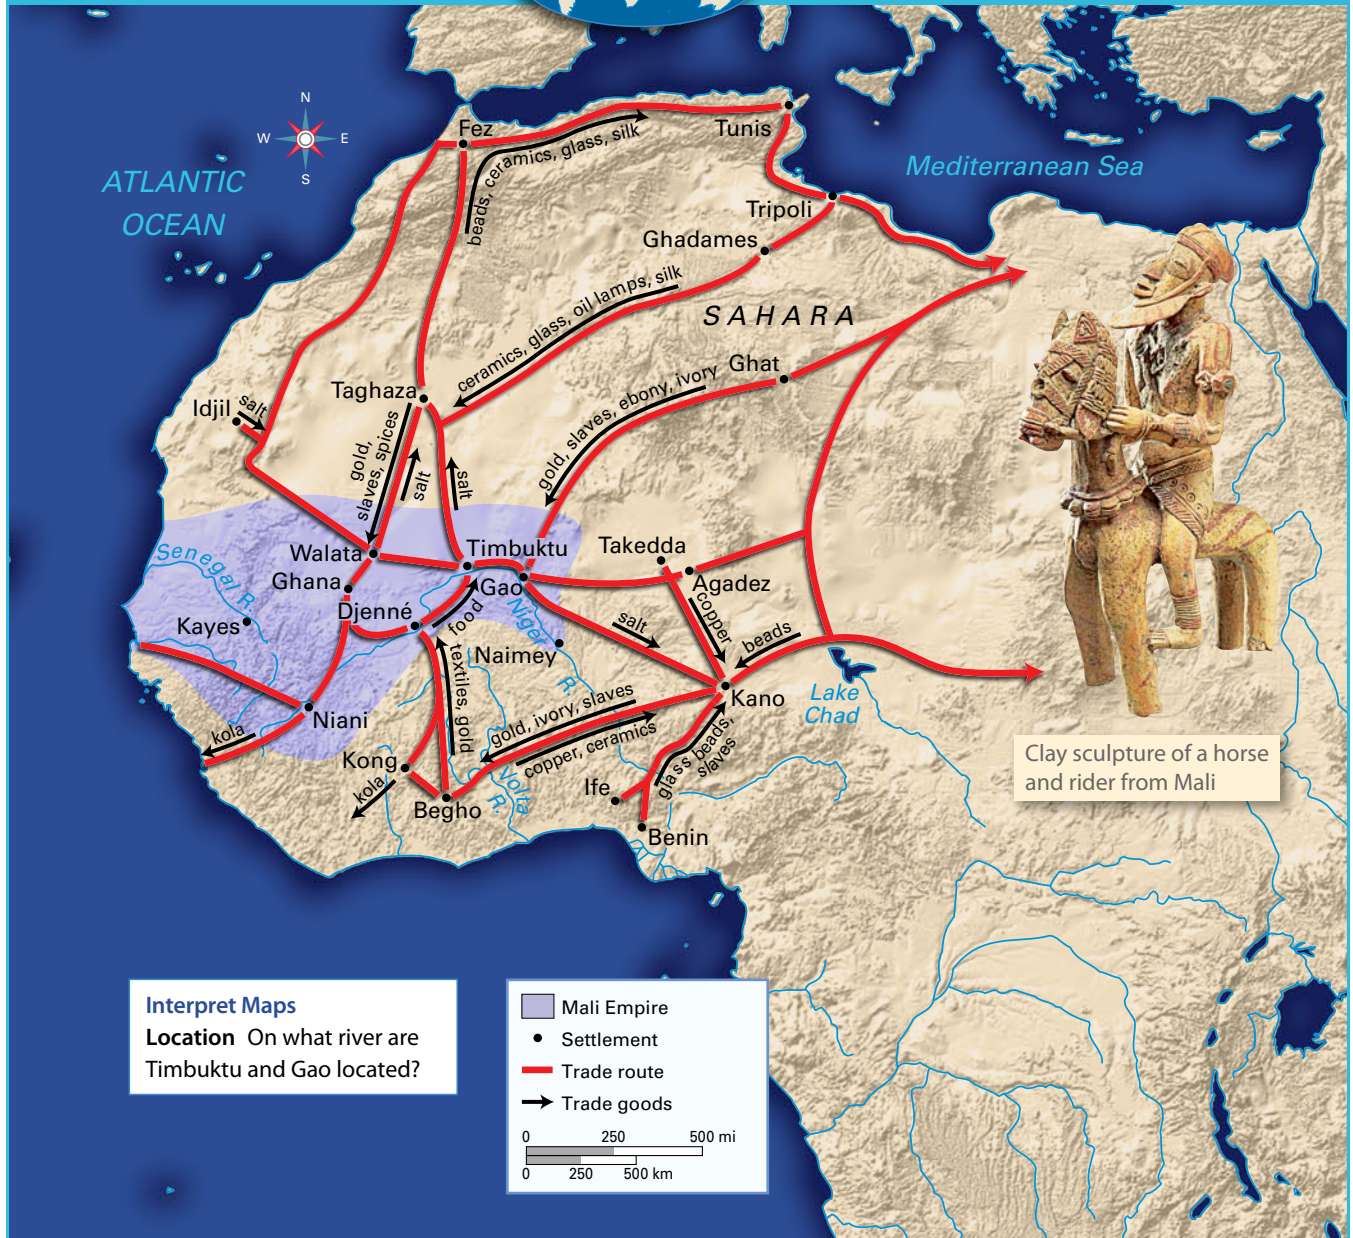 N
W
E
S
ATLANTIC
OCEAN
Mediterranean Sea
SAHARA
Fez
Tunis
Tripoli
Ghadames
Ghat
Taghaza
Idjil
beads, ceramics, glass, silk
ceramics, glass, oil lamps, silk
gold, slaves, ebony, ivory
salt
gold,
slaves, spices
salt
salt
Walata
Timbuktu
Takedda
Ghana
Gao
Agadez
Senegal R.
Djenné
Kayes
food
Niger
R.
Naimey
salt
copper
beads
textiles, gold
Kano
Lake
Chad
Niani
kola
gold, ivory, slaves
copper, ceramics
glass beads,
slaves
Kong
kola
Begho
Volta
R.
Ife
Benin
Clay sculpture of a horse
and rider from Mali
Interpret Maps
Location On what river are
Timbuktu and Gao located?
Mali Empire
Settlement
Trade route
Trade goods
0 250 500 mi
0 250 500 km